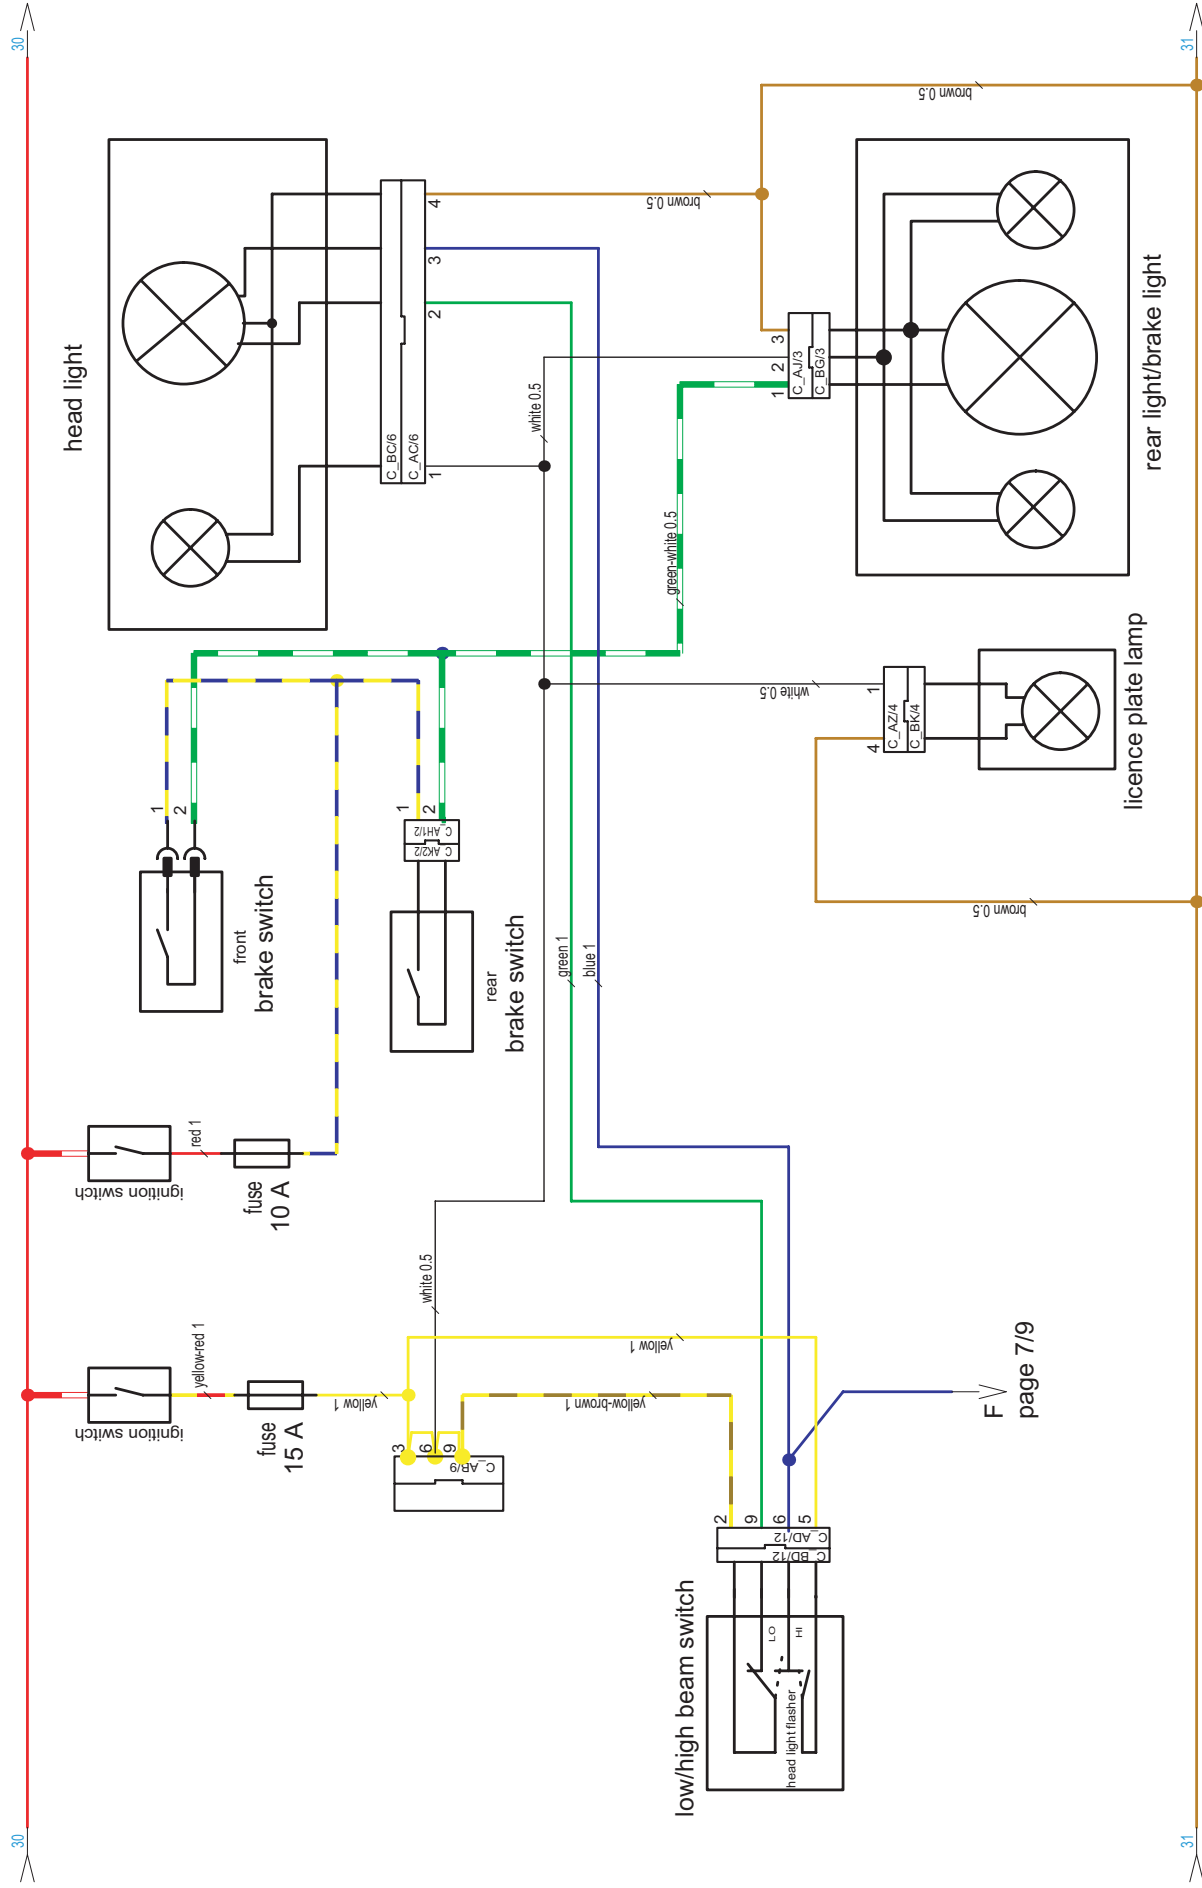 30
30
31
31
head light
C_BC/6
C_AC/6
1
2
3
4
brown 0.5
brown 0.5
white 0.5
green-white 0.5
1
2
3
C_AJ/3
C_BG/3
rear light/brake light
1
2
front
brake switch
1
2
C_AH1/2
C_AK2/2
rear
brake switch
green 1
blue 1
white 0.5
1
4
C_AZ/4
C_BK/4
licence plate lamp
brown 0.5
ignition switch
red 1
fuse
10 A
ignition switch
yellow-red 1
fuse
15 A
yellow 1
white 0.5
yellow 1
yellow-brown 1
3
6
9
C_AB/9
F
page 7/9
2
9
6
5
C_AD/12
C_BD/12
low/high beam switch
LO
HI
head light flasher